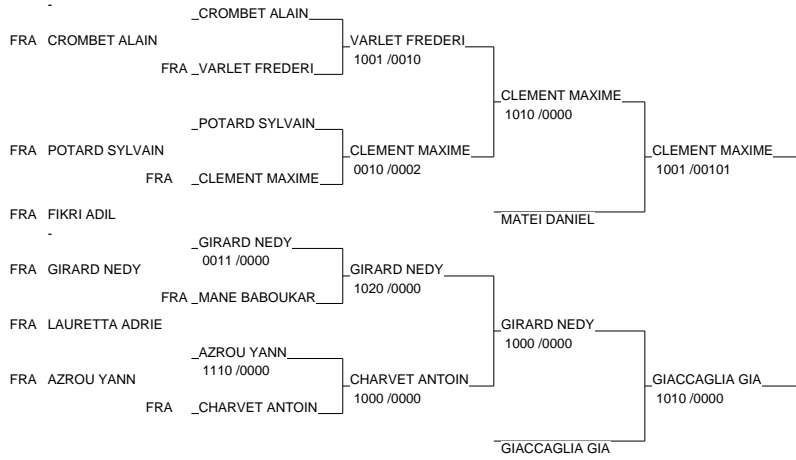 -
_CROMBET ALAIN
FRA CROMBET ALAIN
VARLET FREDERI
1001 /0010
FRA _VARLET FREDERI
CLEMENT MAXIME
1010 /0000
_POTARD SYLVAIN
FRA POTARD SYLVAIN
CLEMENT MAXIME
0010 /0002
CLEMENT MAXIME
1001 /00101
FRA _CLEMENT MAXIME
FRA FIKRI ADIL
MATEI DANIEL
-
_GIRARD NEDY
0011 /0000
FRA GIRARD NEDY
GIRARD NEDY
1020 /0000
FRA _MANE BABOUKAR
FRA LAURETTA ADRIE
GIRARD NEDY
1000 /0000
_AZROU YANN
1110 /0000
FRA AZROU YANN
CHARVET ANTOIN
1000 /0000
GIACCAGLIA GIA
1010 /0000
FRA _CHARVET ANTOIN
GIACCAGLIA GIA